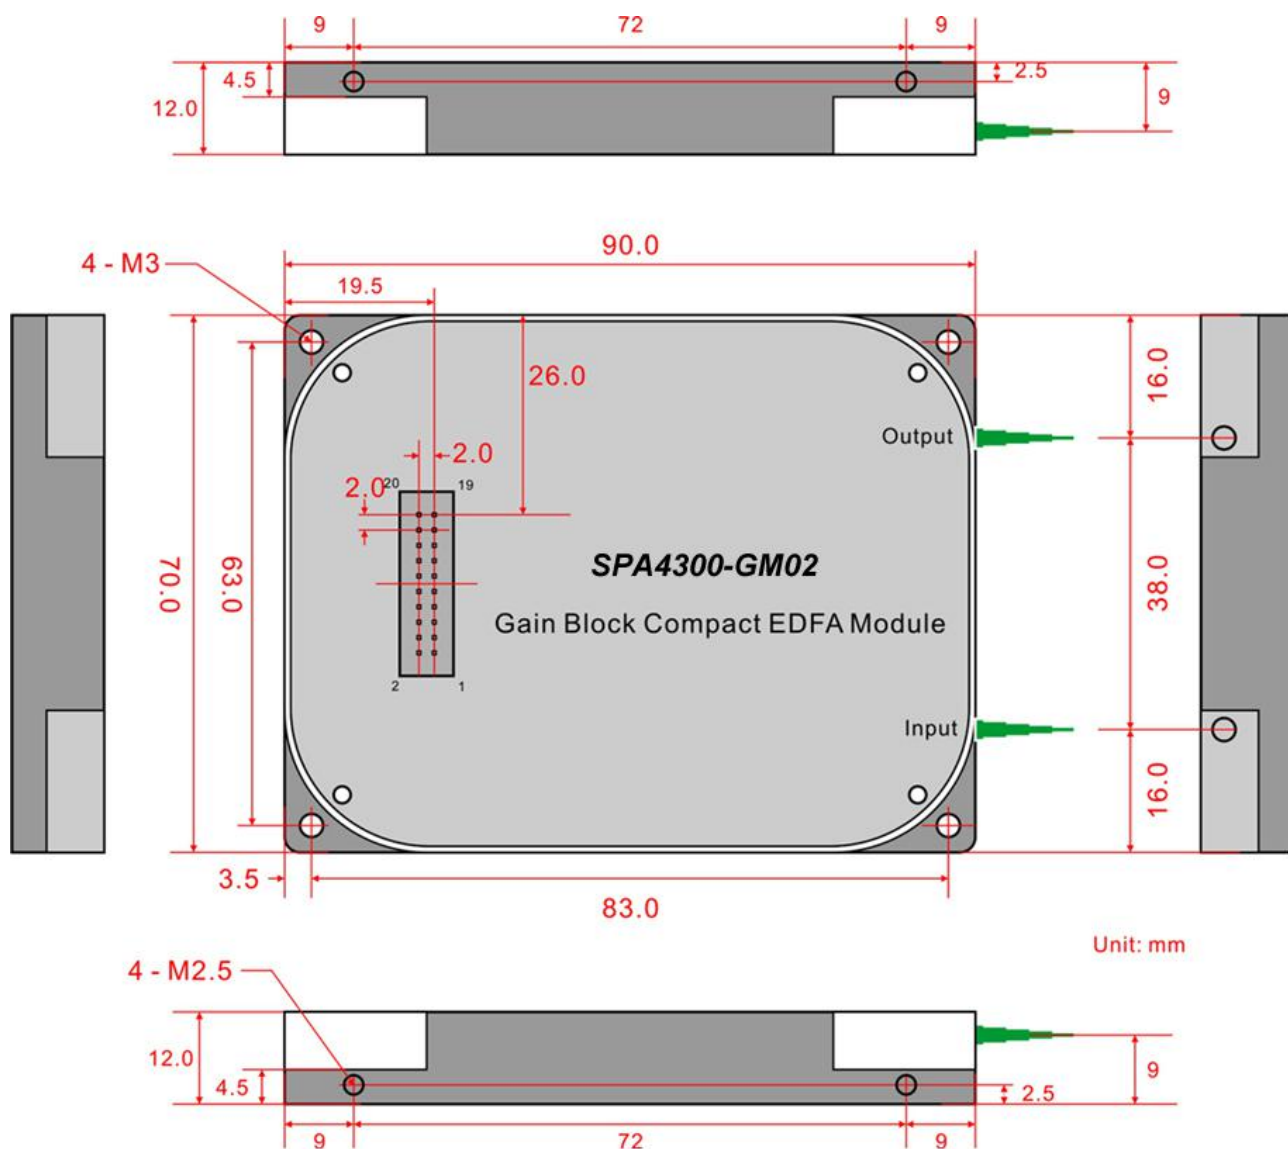 9 72 9
4.5 2.5
12.0 9
90.0
4 - M3
19.5
26.0
16.0
Output
2.0
2.0 20 19
SPA4300-GM02
70.0 63.0 38.0
Gain Block Compact EDFA Module
2 1
Input
16.0
3.5
83.0
Unit: mm
4 - M2.5
12.0
9
4.5 2.5
9 72 9